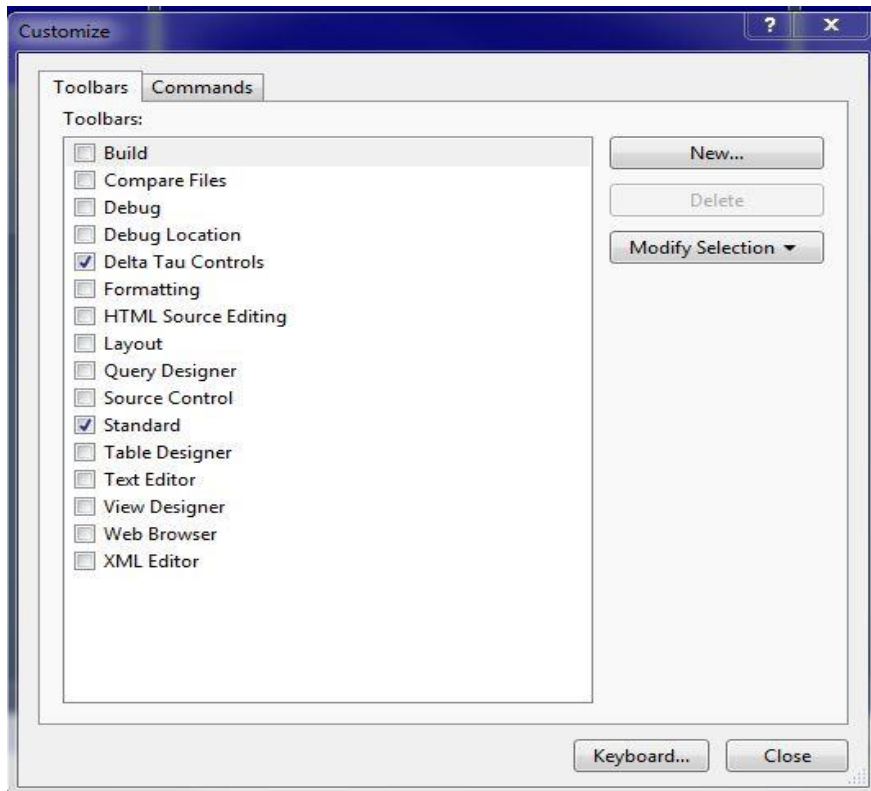 Customize
?
x
Toolbars Commands
Toolbars:
Build
Compare Files
Debug
Debug Location
Delta Tau Controls
Formatting
HTML Source Editing
Layout
Query Designer
Source Control
Standard
Table Designer
Text Editor
View Designer
Web Browser
XML Editor
New...
Delete
Modify Selection
Keyboard...
Close